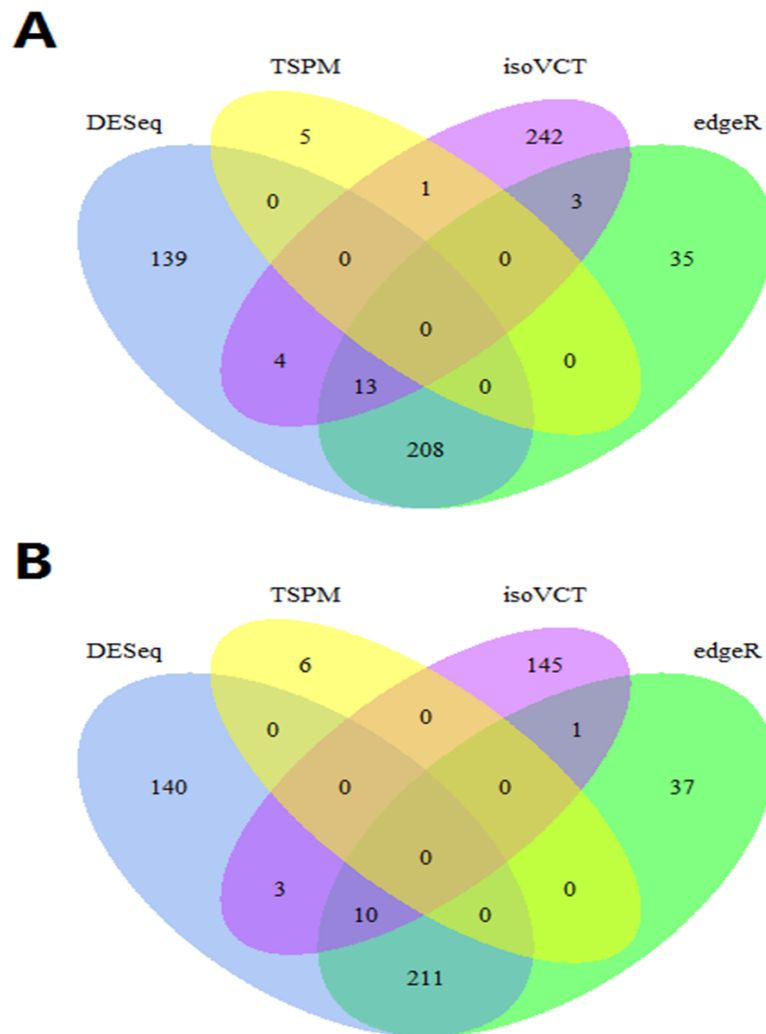 A
TSPM isoVCT
DESeq edgeR
5 242
0 1 3
139 0 0 35
0
4 13 0 0
208
B
TSPM isoVCT
DESeq edgeR
6 145
0 0 1
140 0 0 37
0
3 10 0 0
211